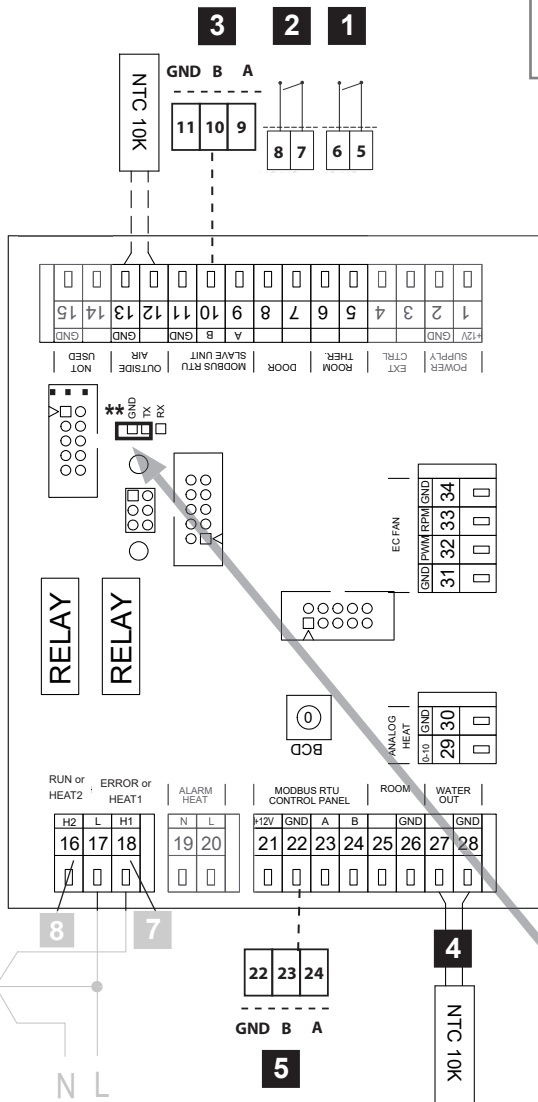 3 2 1
GND B A
NTC 10K
11 10 9
8 7
6 5
15 14 13 12 11 10 9 8 7 6 5 4 3 2 1
GND GND GND B A GND +12V
NOT USED
OUTSIDE AIR
MODBUS RTU SLAVE UNIT
DOOR
ROOM THER.
EXT CTRL
POWER SUPPLY
**
GND
TX
RX
EC FAN
GND 34
RPM 33
PWM 32
GND 31
RELAY
RELAY
0
BCD
ANALOG HEAT
GND 30
0-10 29
RUN or HEAT2
ERROR or HEAT1
ALARM HEAT
MODBUS RTU CONTROL PANEL
ROOM
WATER OUT
H2 L H1 N L +12V GND A B GND GND
16 17 18 19 20 21 22 23 24 25 26 27 28
8 7
4
22 23 24
GND B A
5
NTC 10K
N L